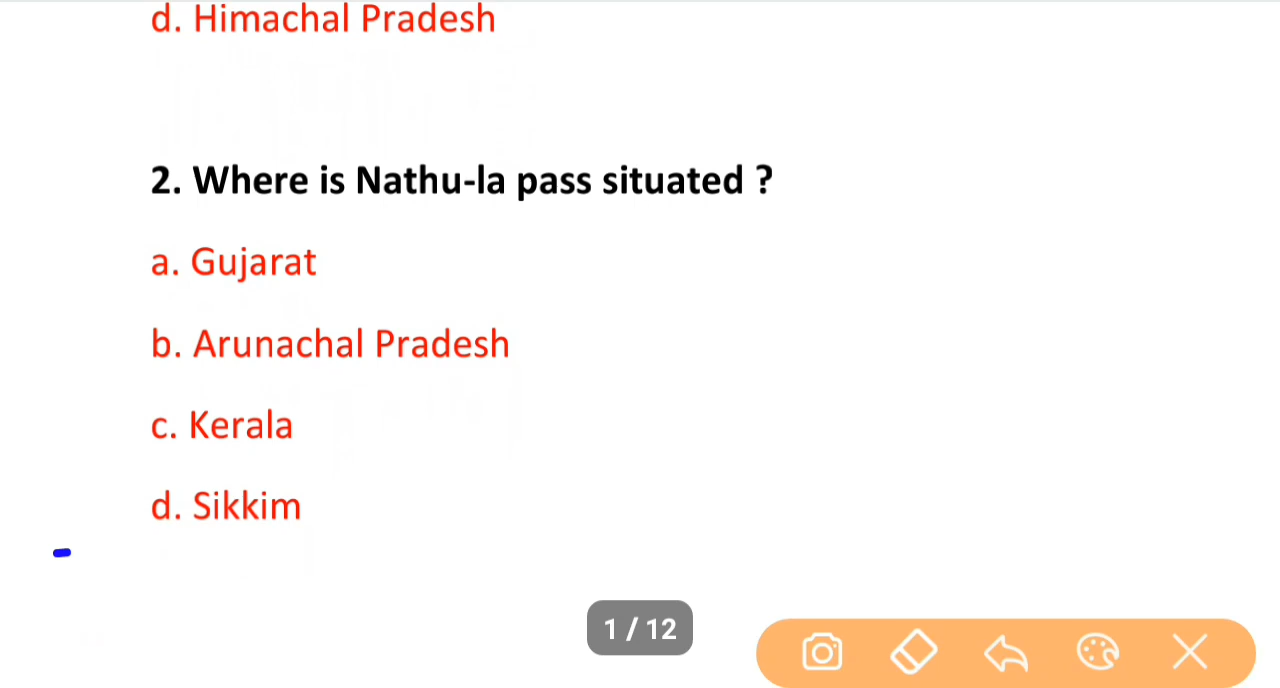 d. Himachal Pradesh
2. Where is Nathu-la pass situated ?
a. Gujarat
b. Arunachal Pradesh
c. Kerala
d. Sikkim
1 / 12